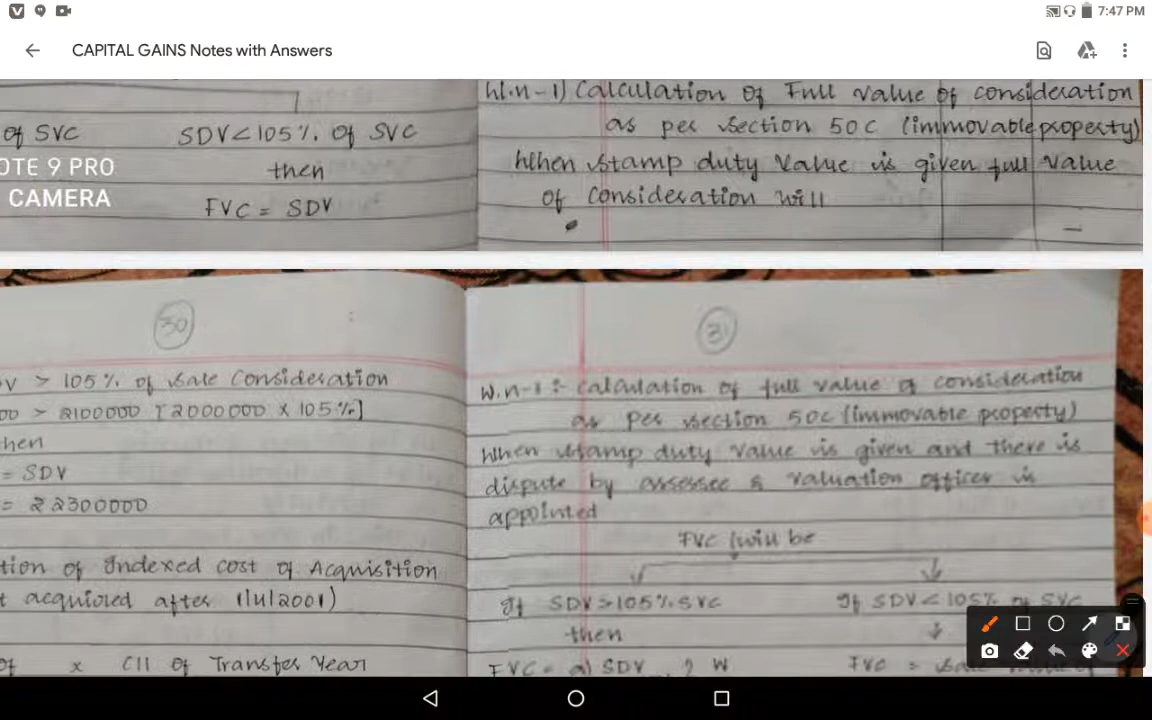 7:47 PM
CAPITAL GAINS Notes with Answers
of SVC SDV < 105 %. of SVC
then
FVC = SDV
OTE 9 PRO
CAMERA
W.n-1) Calculation of Full value of consideration
as per Section 50C (immovable property)
When stamp duty Value is given full Value
of Consideration will
30
V > 105 % of Sale Consideration
00 > 2100000 [2000000 x 105 %]
hen
= SDV
= ₹ 2300000
tion of Indexed cost of Acquisition
t acquired after 1/4/2001)
of x CII of Transfer Year
31
W.n-1 :- Calculation of full value of consideration
as per section 50C (immovable property)
When stamp duty value is given and there is
dispute by assessee & valuation officer is
appointed
FVC will be
If SDV > 105 % SVC If SDV < 105% of SVC
then
FVC = a) SDV FVC =